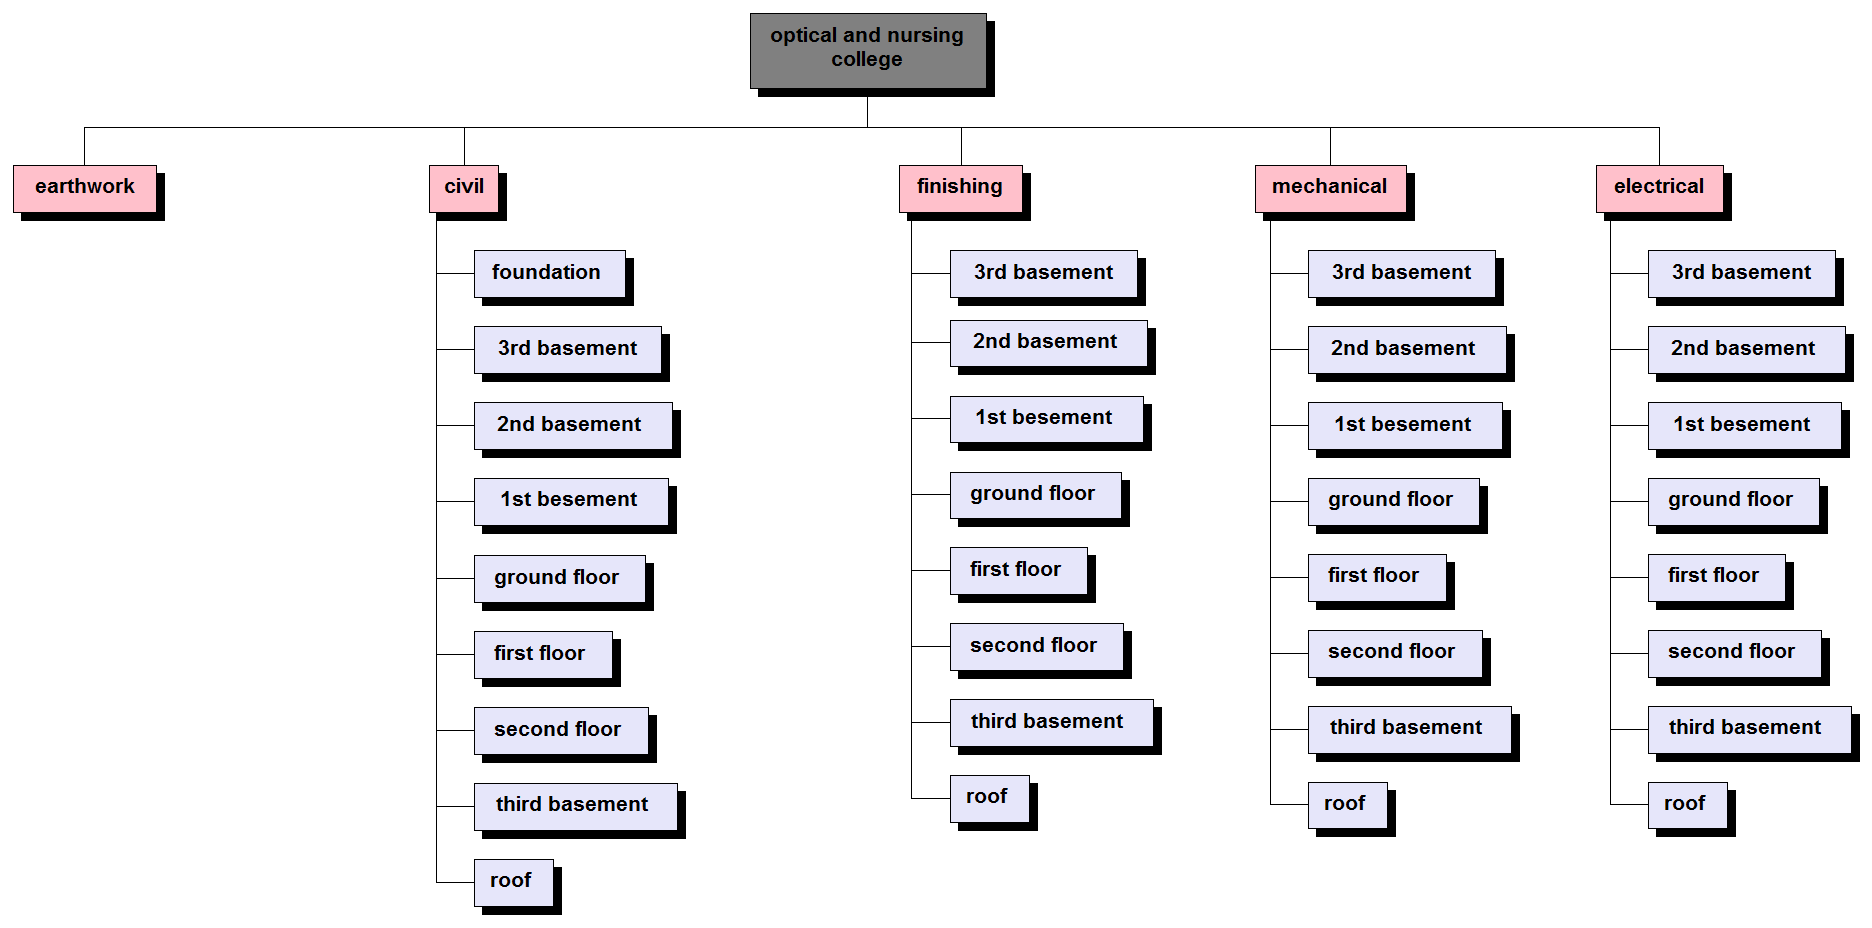 optical and nursing
college
earthwork
civil
finishing
mechanical
electrical
foundation
3rd basement
2nd basement
1st besement
ground floor
first floor
second floor
third basement
roof
3rd basement
2nd basement
1st besement
ground floor
first floor
second floor
third basement
roof
3rd basement
2nd basement
1st besement
ground floor
first floor
second floor
third basement
roof
3rd basement
2nd basement
1st besement
ground floor
first floor
second floor
third basement
roof